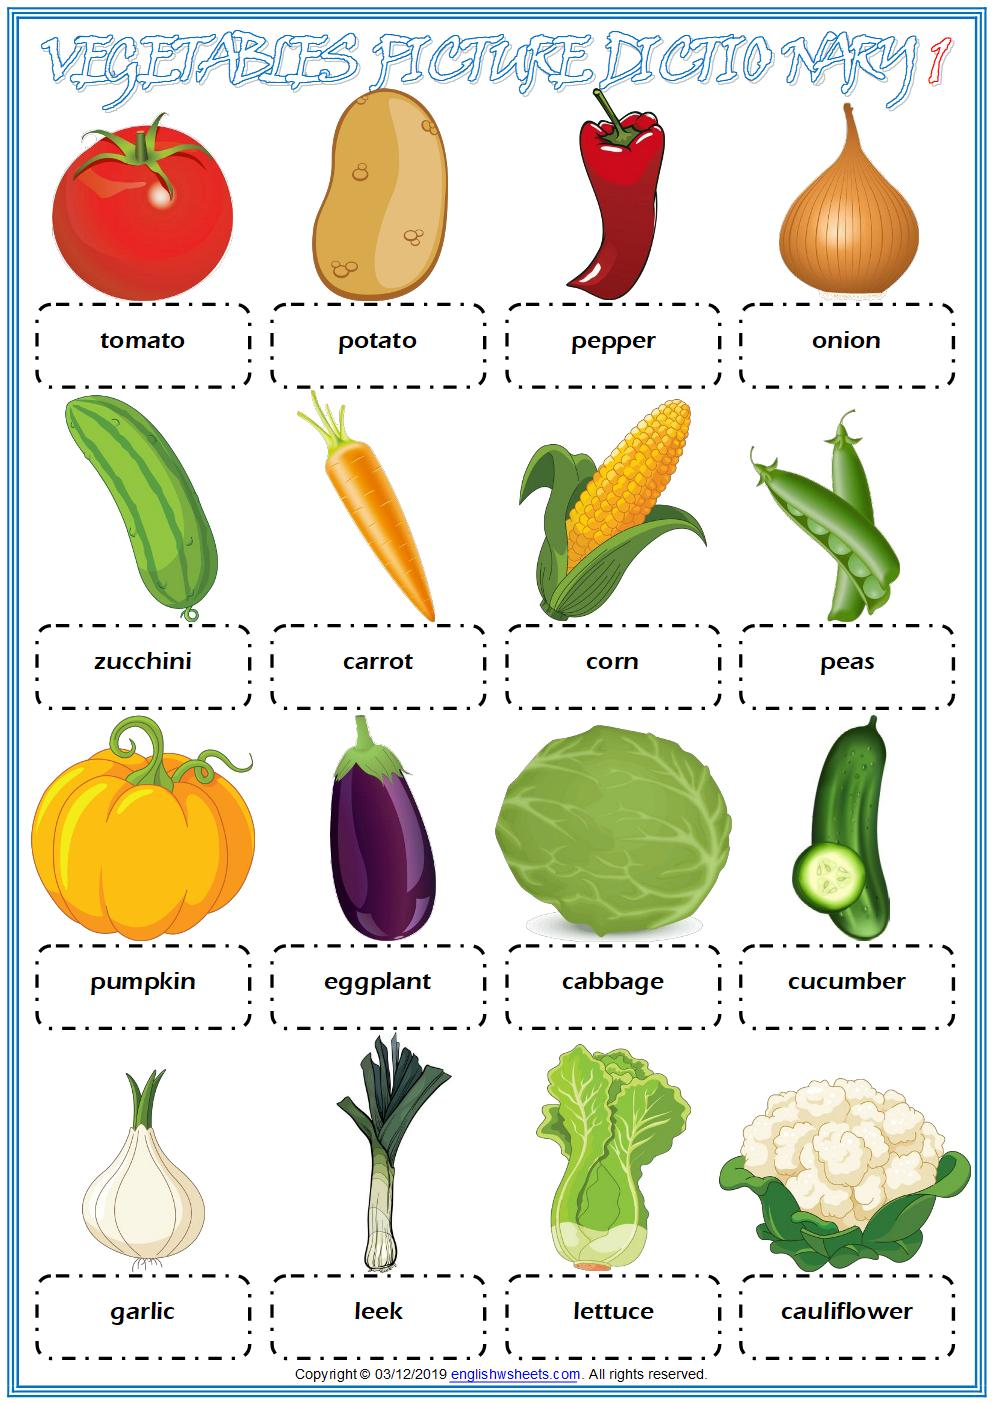 VEGETABLES PICTURE DICTIONARY 1
tomato potato pepper onion
zucchini carrot corn peas
pumpkin eggplant cabbage cucumber
garlic leek lettuce cauliflower
Copyright © 03/12/2019 englishwsheets.com. All rights reserved.